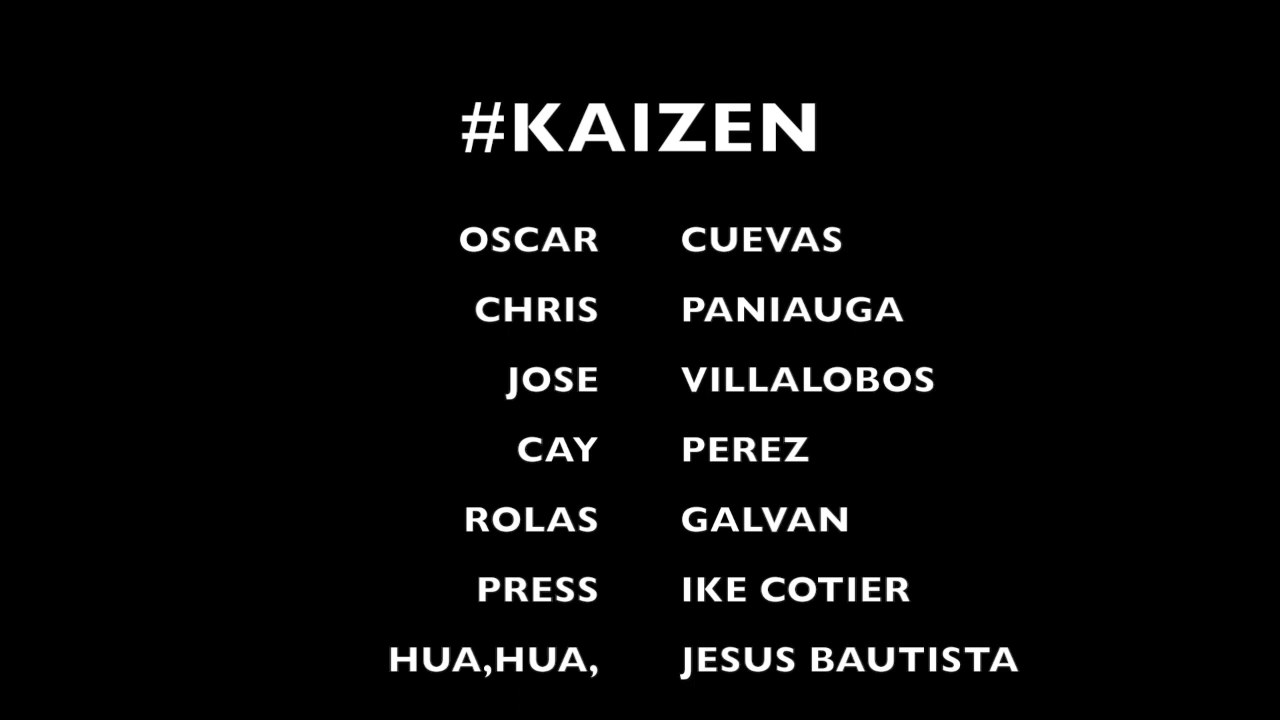 #KAIZEN
OSCAR CUEVAS
CHRIS PANIAUGA
JOSE VILLALOBOS
CAY PEREZ
ROLAS GALVAN
PRESS IKE COTIER
HUA,HUA, JESUS BAUTISTA